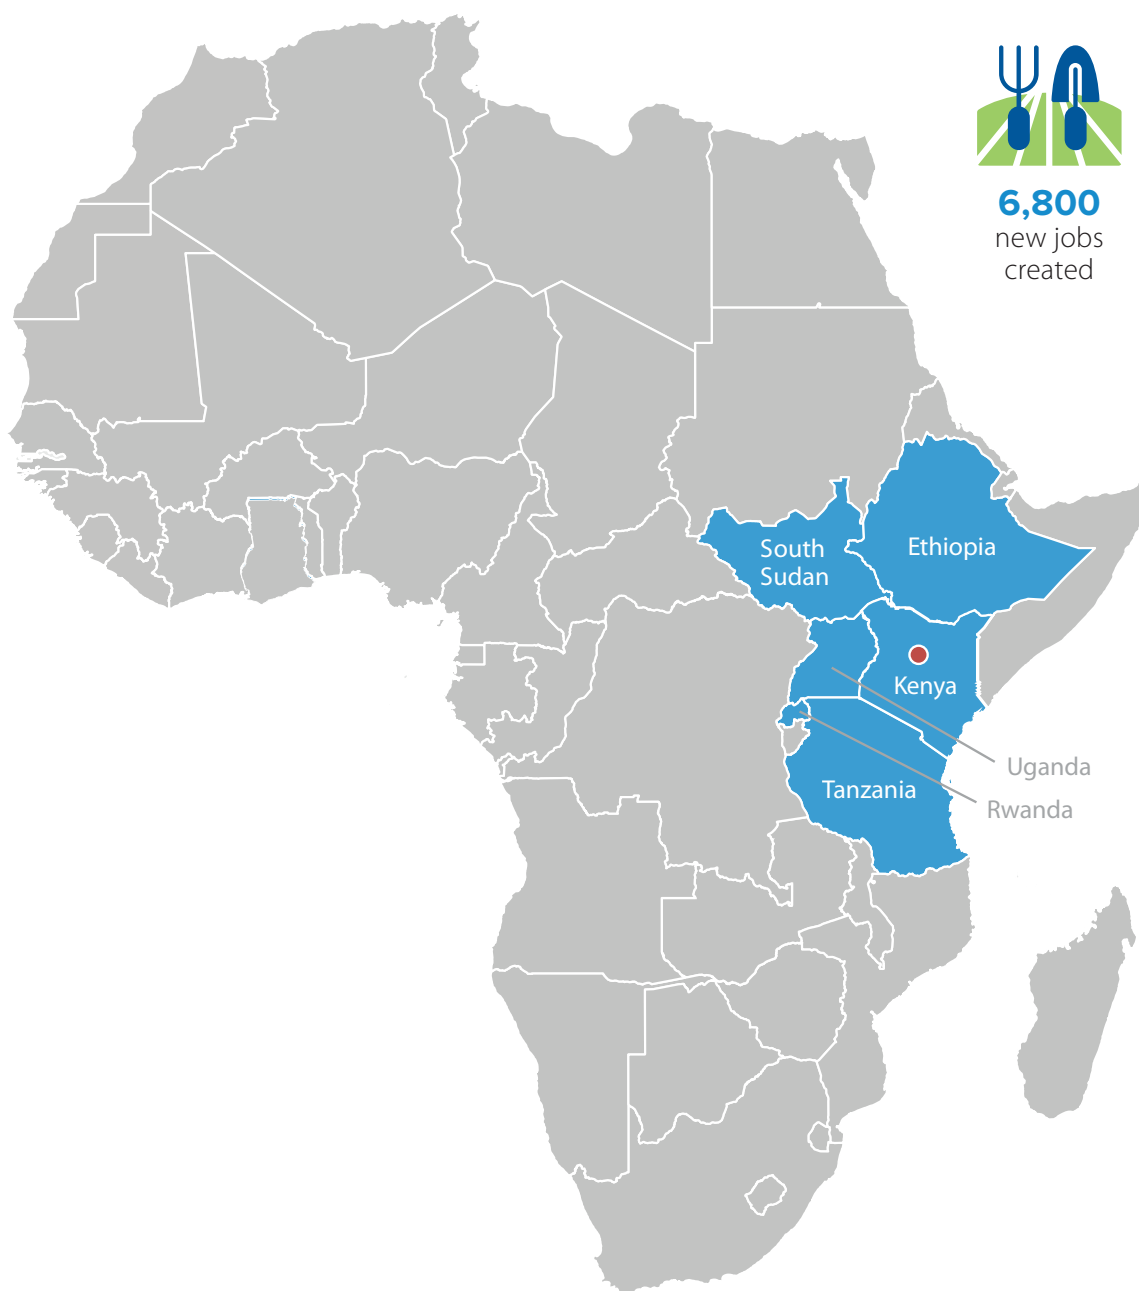 6,800
new jobs
created
South
Sudan
Ethiopia
Kenya
Uganda
Tanzania
Rwanda